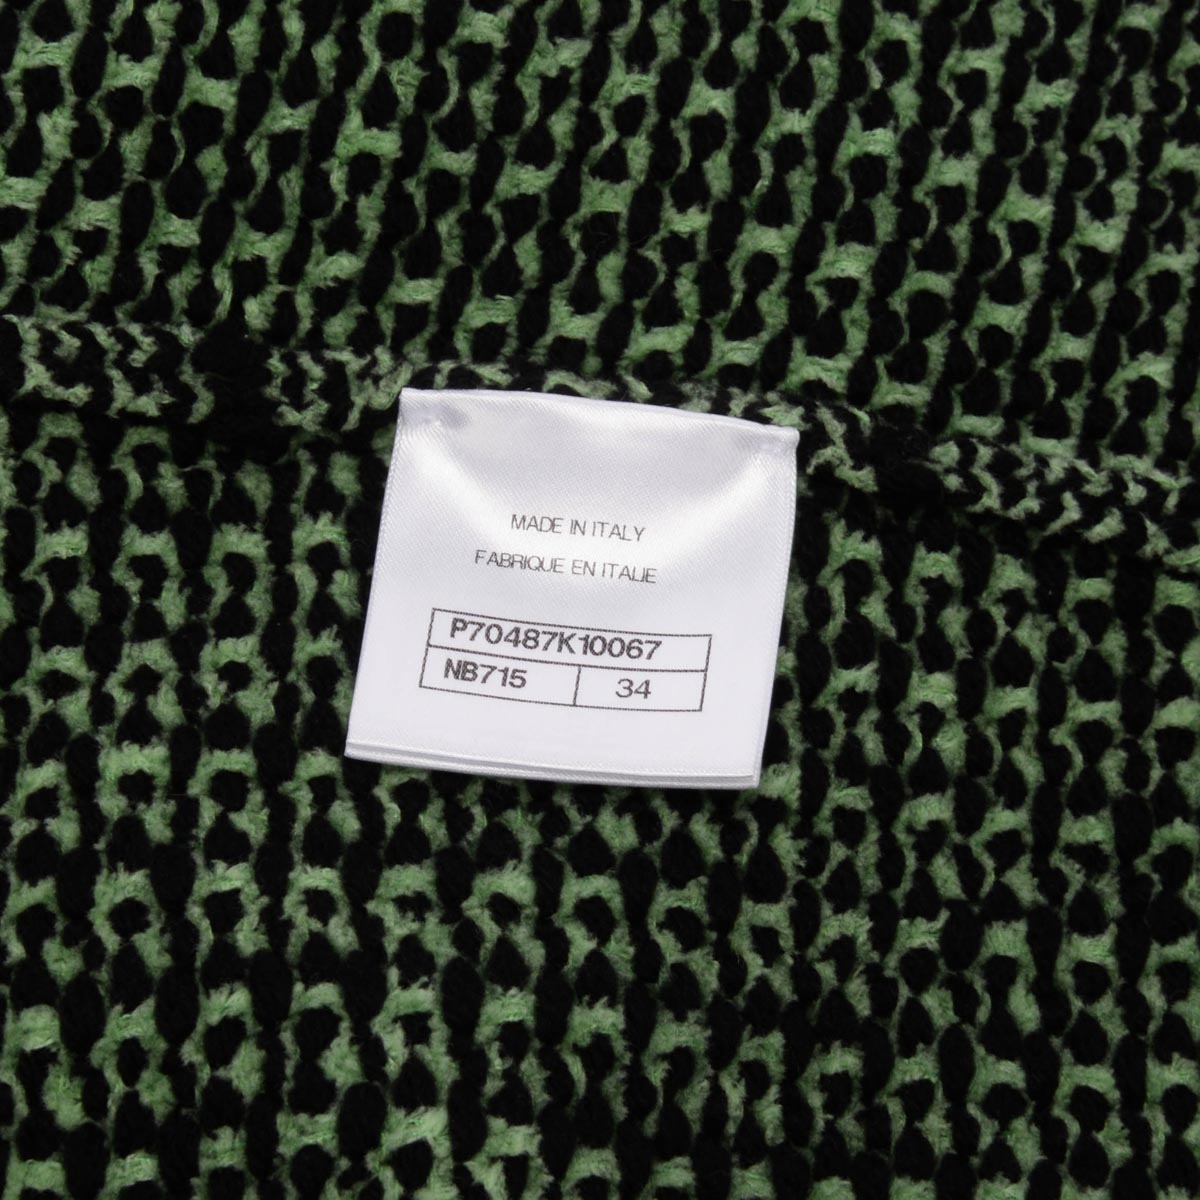 MADE IN ITALY
FABRIQUE EN ITALIE
P70487K10067
NB715 34